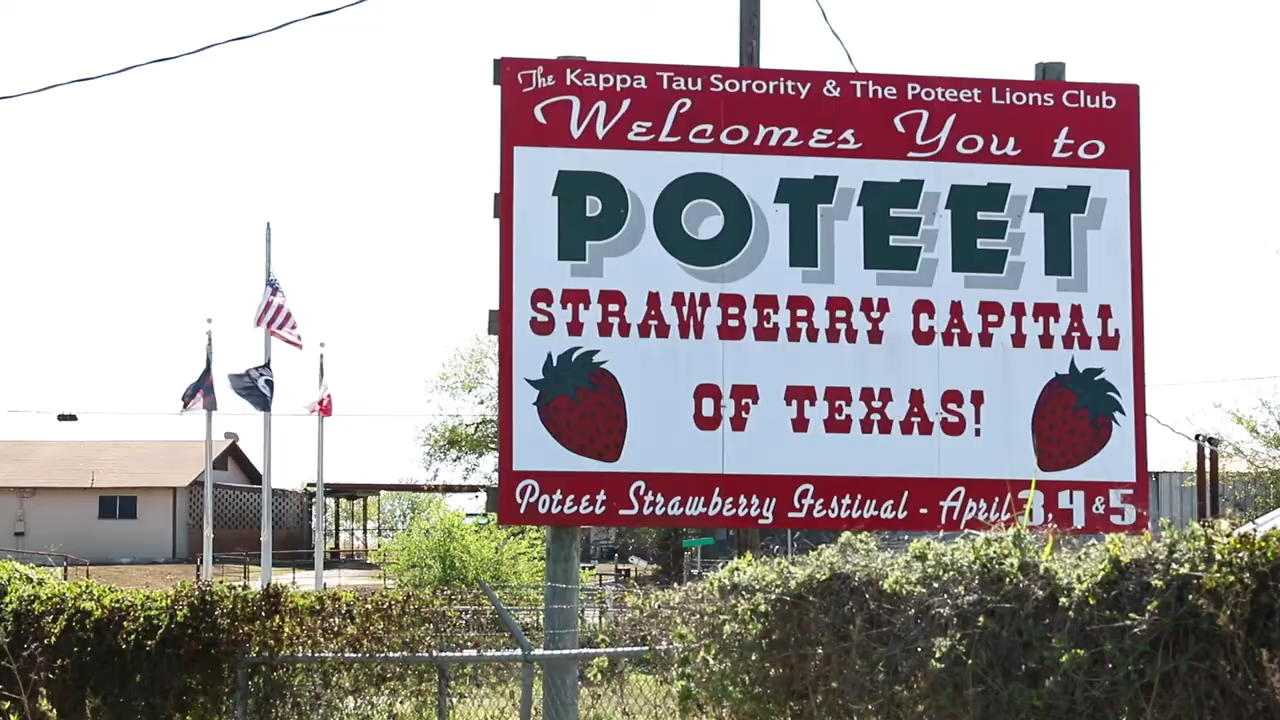 The Kappa Tau Sorority & The Poteet Lions Club
Welcomes You to
POTEET
STRAWBERRY CAPITAL
OF TEXAS!
Poteet Strawberry Festival - April 3, 4 & 5